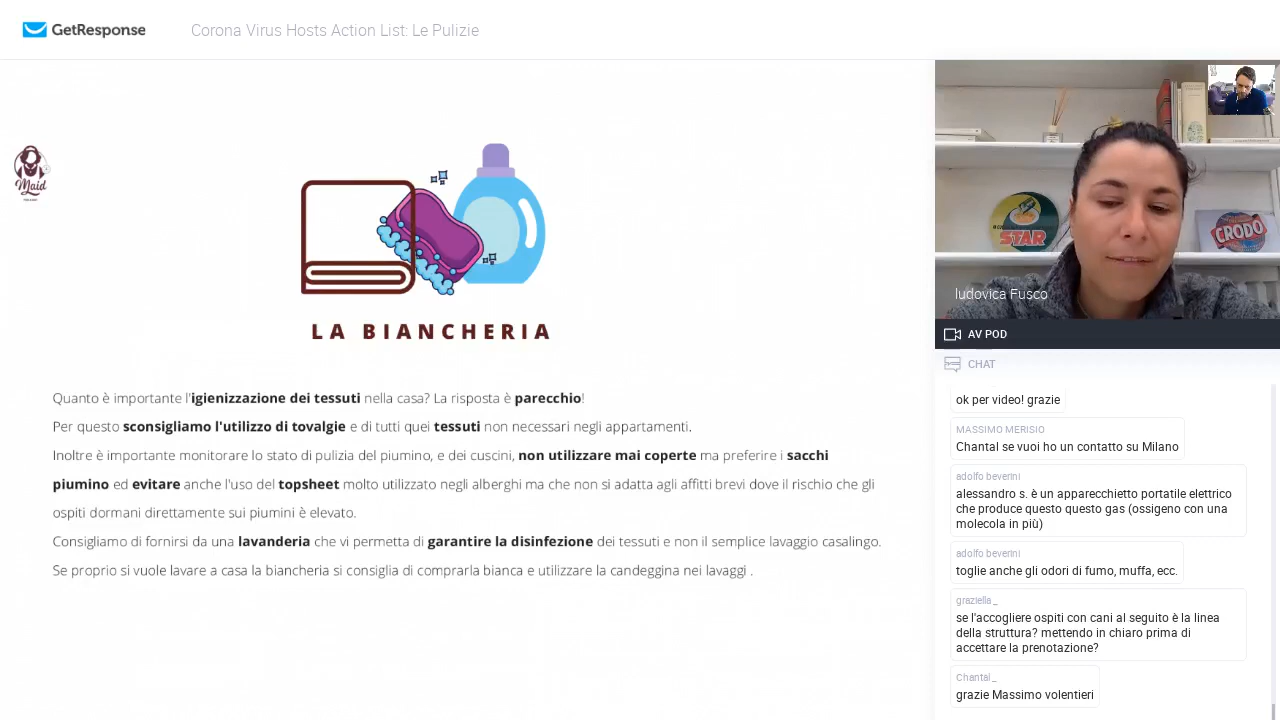 GetResponse
Corona Virus Hosts Action List: Le Pulizie
Maid
LA BIANCHERIA
Quanto è importante l'igienizzazione dei tessuti nella casa? La risposta è parecchio!
Per questo sconsigliamo l'utilizzo di tovalgie e di tutti quei tessuti non necessari negli appartamenti.
Inoltre è importante monitorare lo stato di pulizia del piumino, e dei cuscini, non utilizzare mai coperte ma preferire i sacchi
piumino ed evitare anche l'uso del topsheet molto utilizzato negli alberghi ma che non si adatta agli affitti brevi dove il rischio che gli
ospiti dormani direttamente sui piumini è elevato.
Consigliamo di fornirsi da una lavanderia che vi permetta di garantire la disinfezione dei tessuti e non il semplice lavaggio casalingo.
Se proprio si vuole lavare a casa la biancheria si consiglia di comprarla bianca e utilizzare la candeggina nei lavaggi .
STAR
CRODO
ludovica Fusco
AV POD
CHAT
ok per video! grazie
MASSIMO MERISIO
Chantal se vuoi ho un contatto su Milano
adolfo beverini
alessandro s. è un apparecchietto portatile elettrico
che produce questo questo gas (ossigeno con una
molecola in più)
adolfo beverini
toglie anche gli odori di fumo, muffa, ecc.
graziella _
se l'accogliere ospiti con cani al seguito è la linea
della struttura? mettendo in chiaro prima di
accettare la prenotazione?
Chantal _
grazie Massimo volentieri